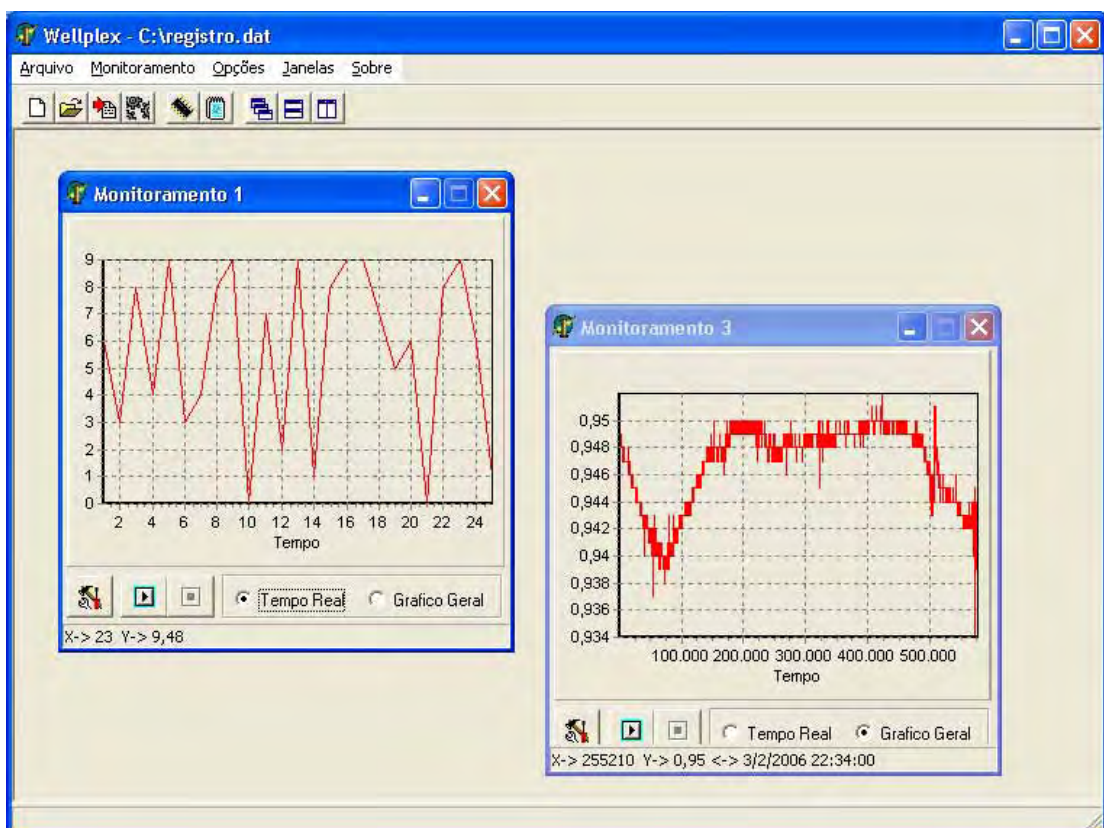 Wellplex - C:\registro.dat
Arquivo Monitoramento Opções Janelas Sobre
Monitoramento 1
9
8
7
6
5
4
3
2
1
0
2 4 6 8 10 12 14 16 18 20 22 24
Tempo
Tempo Real Grafico Geral
X-> 23 Y-> 9,48
Monitoramento 3
0,95
0,948
0,946
0,944
0,942
0,94
0,938
0,936
0,934
100.000 200.000 300.000 400.000 500.000
Tempo
Tempo Real Grafico Geral
X-> 255210 Y-> 0,95 <-> 3/2/2006 22:34:00